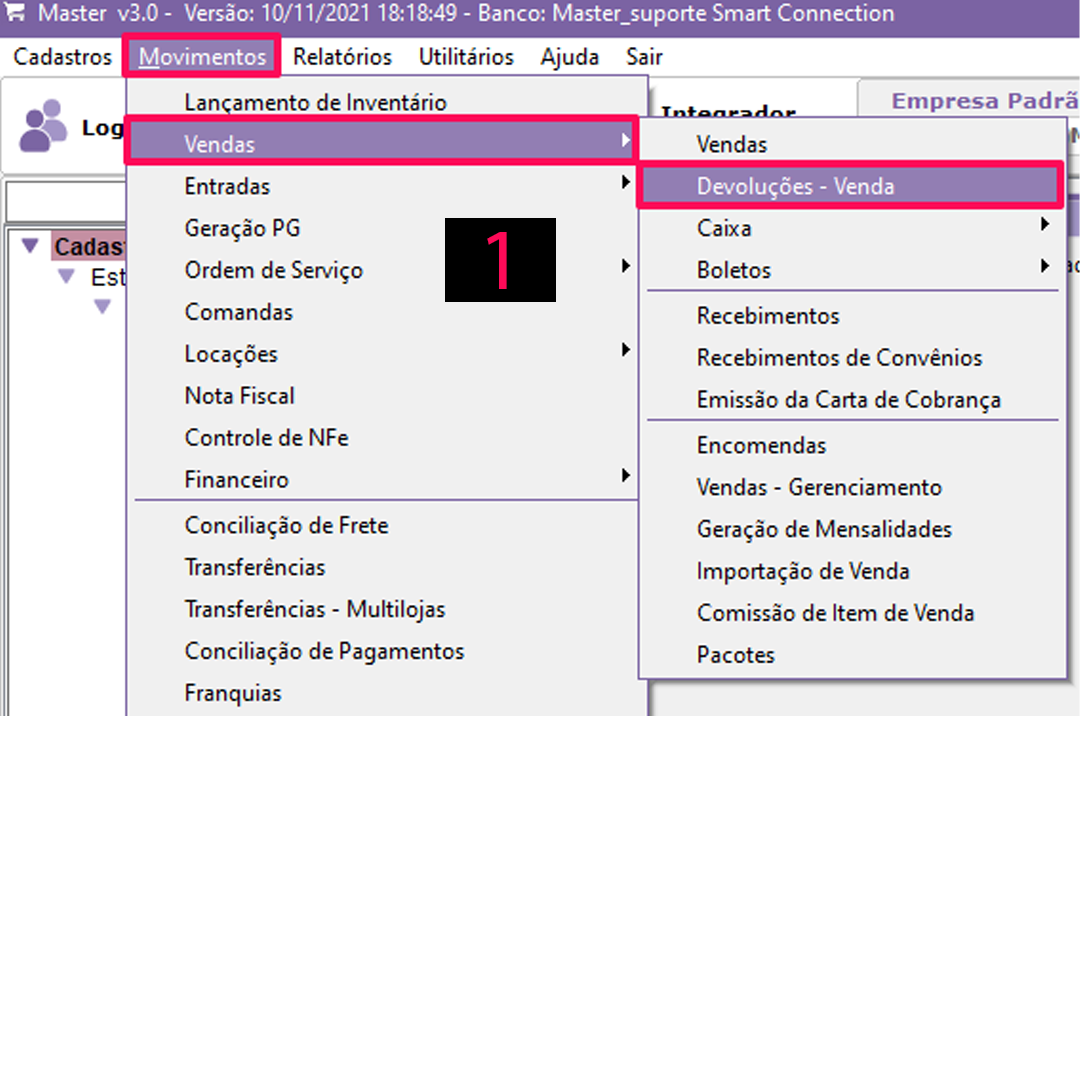 Master v3.0 - Versão: 10/11/2021 18:18:49 - Banco: Master_suporte Smart Connection
Cadastros Movimentos Relatórios Utilitários Ajuda Sair
Log
Integrador
Empresa Padrã
Cadas
Est
Lançamento de Inventário
Vendas
Entradas
Geração PG
Ordem de Serviço
Comandas
Locações
Nota Fiscal
Controle de NFe
Financeiro
Conciliação de Frete
Transferências
Transferências - Multilojas
Conciliação de Pagamentos
Franquias
1
Vendas
Devoluções - Venda
Caixa
Boletos
Recebimentos
Recebimentos de Convênios
Emissão da Carta de Cobrança
Encomendas
Vendas - Gerenciamento
Geração de Mensalidades
Importação de Venda
Comissão de Item de Venda
Pacotes